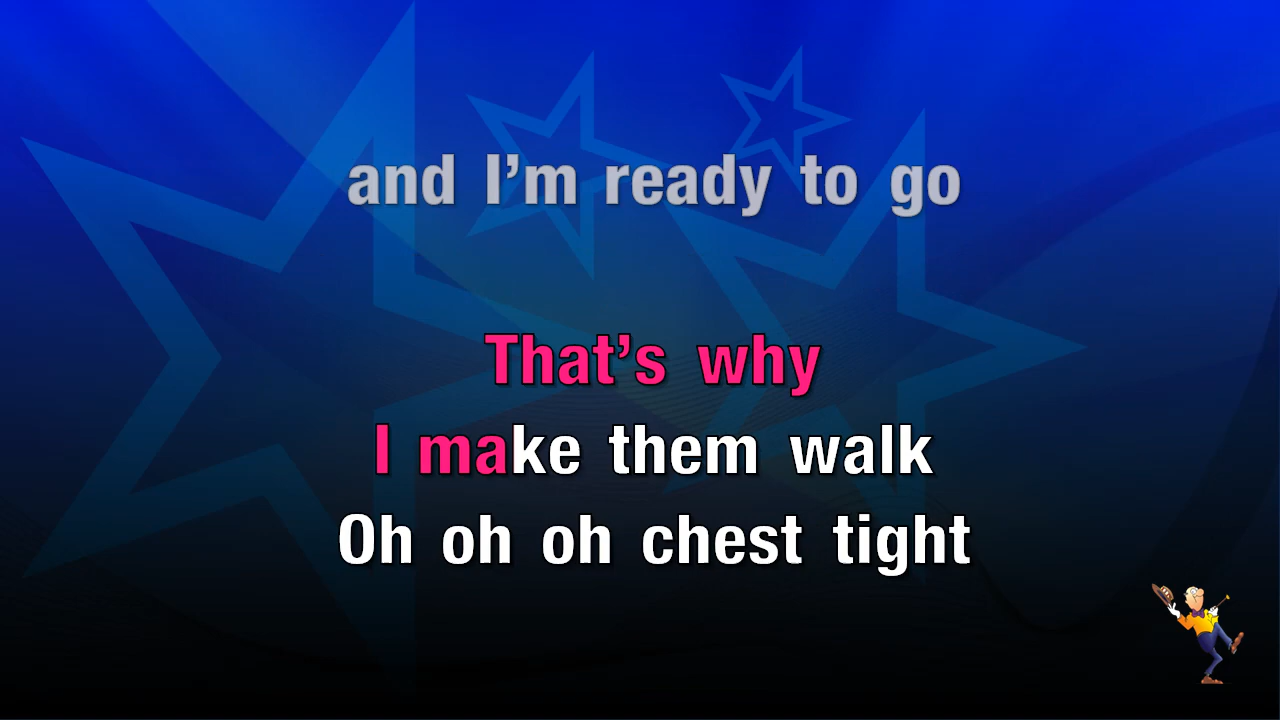 and I'm ready to go
That's why
I make them walk
Oh oh oh chest tight